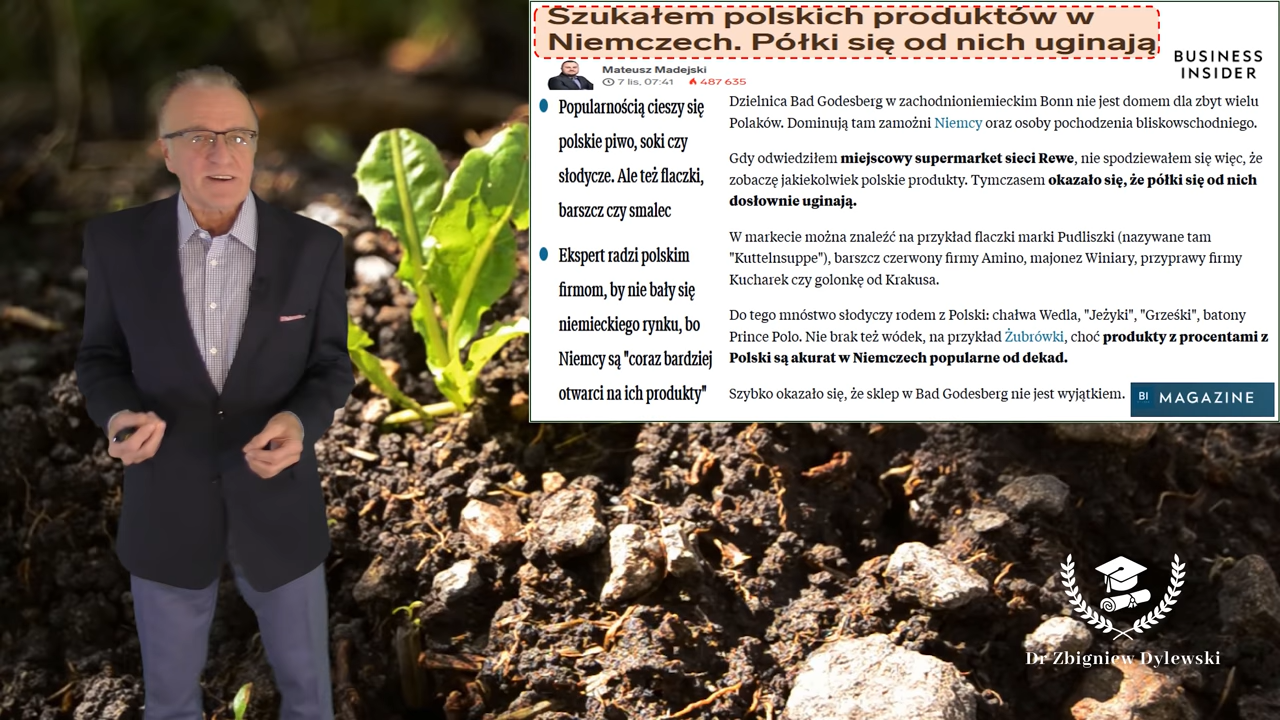 Szukałem polskich produktów w
Niemczech. Półki się od nich uginają
BUSINESS
INSIDER
Mateusz Madejski
7 lis, 07:41 487 635
Popularnością cieszy się
polskie piwo, soki czy
słodycze. Ale też flaczki,
barszcz czy smalec
Ekspert radzi polskim
firmom, by nie bały się
niemieckiego rynku, bo
Niemcy są "coraz bardziej
otwarci na ich produkty"
Dzielnica Bad Godesberg w zachodnioniemieckim Bonn nie jest domem dla zbyt wielu
Polaków. Dominują tam zamożni Niemcy oraz osoby pochodzenia bliskowschodniego.
Gdy odwiedziłem miejscowy supermarket sieci Rewe, nie spodziewałem się więc, że
zobaczę jakiekolwiek polskie produkty. Tymczasem okazało się, że półki się od nich
dosłownie uginają.
W markecie można znaleźć na przykład flaczki marki Pudliszki (nazywane tam
"Kuttelnsuppe"), barszcz czerwony firmy Amino, majonez Winiary, przyprawy firmy
Kucharek czy golonkę od Krakusa.
Do tego mnóstwo słodyczy rodem z Polski: chałwa Wedla, "Jeżyki", "Grześki", batony
Prince Polo. Nie brak też wódek, na przykład Żubrówki, choć produkty z procentami z
Polski są akurat w Niemczech popularne od dekad.
Szybko okazało się, że sklep w Bad Godesberg nie jest wyjątkiem.
BI MAGAZINE
Dr Zbigniew Dylewski